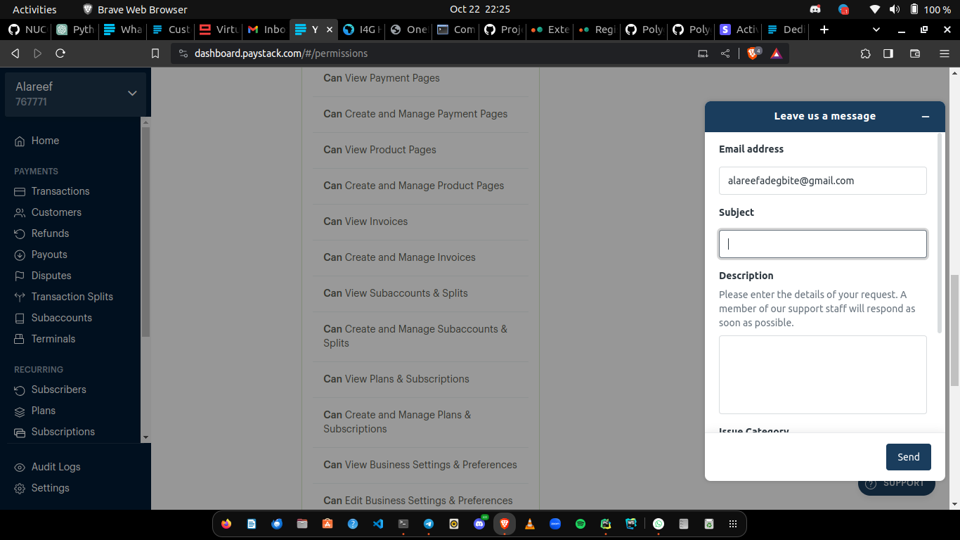 Activities
Brave Web Browser
Oct 22 22:25
100 %
NUC
Pyth
Wha
Cust
Virtu
Inbo
Y
I4G
One
Com
Proj
Exte
Regi
Poly
Poly
Acti
Dedi
dashboard.paystack.com/#/permissions
4
Alareef
767771
Home
PAYMENTS
Transactions
Customers
Refunds
Payouts
Disputes
Transaction Splits
Subaccounts
Terminals
RECURRING
Subscribers
Plans
Subscriptions
Audit Logs
Settings
Can View Payment Pages
Can Create and Manage Payment Pages
Can View Product Pages
Can Create and Manage Product Pages
Can View Invoices
Can Create and Manage Invoices
Can View Subaccounts & Splits
Can Create and Manage Subaccounts &
Splits
Can View Plans & Subscriptions
Can Create and Manage Plans &
Subscriptions
Can View Business Settings & Preferences
Can Edit Business Settings & Preferences
Leave us a message
Email address
alareefadegbite@gmail.com
Subject
Description
Please enter the details of your request. A
member of our support staff will respond as
soon as possible.
Issue Category
Send
SUPPORT